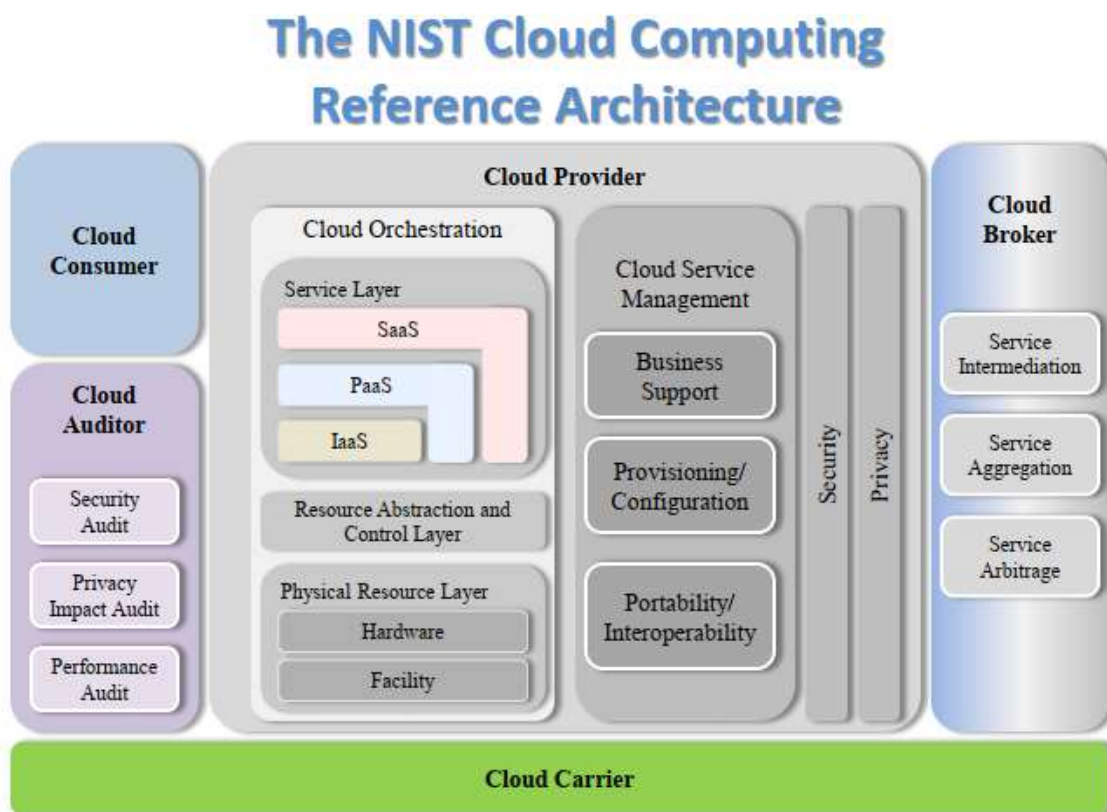 The NIST Cloud Computing
Reference Architecture
Cloud
Consumer
Cloud
Auditor
Security
Audit
Privacy
Impact Audit
Performance
Audit
Cloud Provider
Cloud Orchestration
Service Layer
SaaS
PaaS
IaaS
Resource Abstraction and
Control Layer
Physical Resource Layer
Hardware
Facility
Cloud Service
Management
Business
Support
Provisioning/
Configuration
Portability/
Interoperability
Security
Privacy
Cloud
Broker
Service
Intermediation
Service
Aggregation
Service
Arbitrage
Cloud Carrier